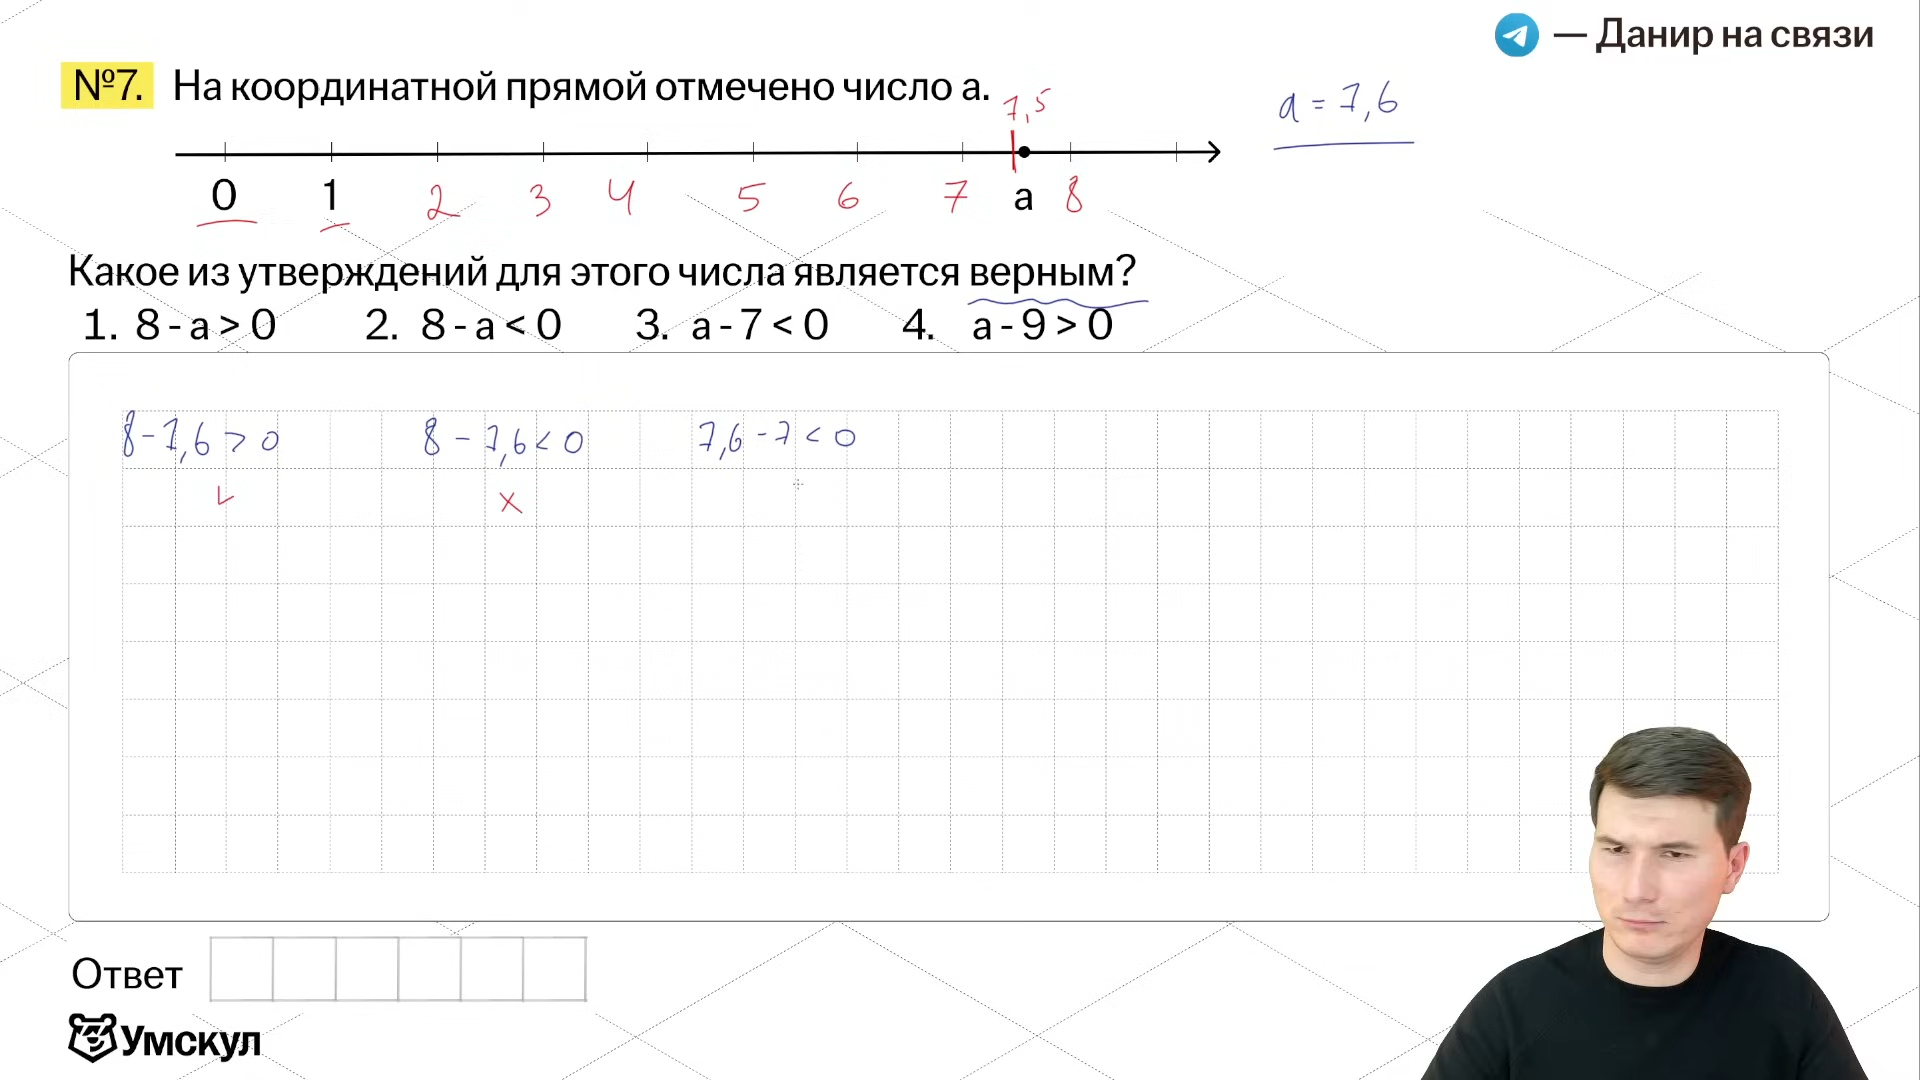 — Данир на связи
№7. На координатной прямой отмечено число а.
7,5
a = 7,6
0 1 2 3 4 5 6 7 а 8
Какое из утверждений для этого числа является верным?
1. 8 - а > 0 2. 8 - а < 0 3. а - 7 < 0 4. а - 9 > 0
8 - 7,6 > 0 8 - 7,6 < 0 7,6 - 7 < 0
Ответ
Умскул